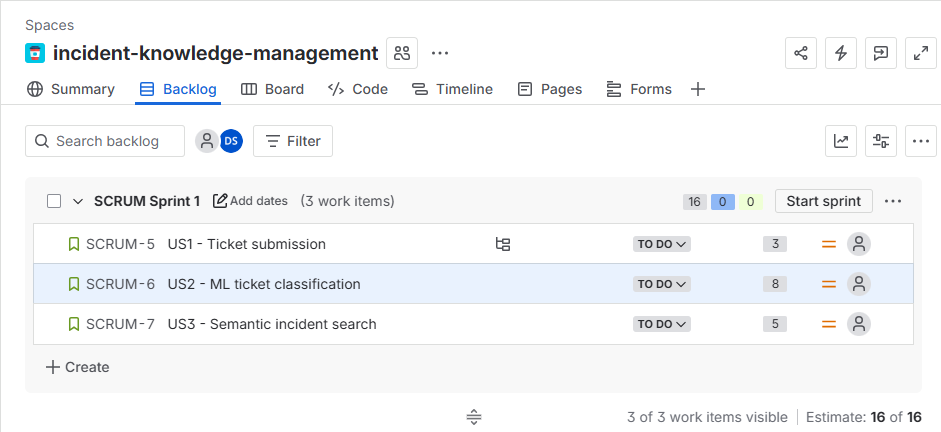 Spaces
incident-knowledge-management
Summary Backlog Board Code Timeline Pages Forms
Search backlog DS Filter
SCRUM Sprint 1 Add dates (3 work items) 16 0 0 Start sprint
SCRUM-5 US1 - Ticket submission TO DO 3
SCRUM-6 US2 - ML ticket classification TO DO 8
SCRUM-7 US3 - Semantic incident search TO DO 5
Create
3 of 3 work items visible Estimate: 16 of 16